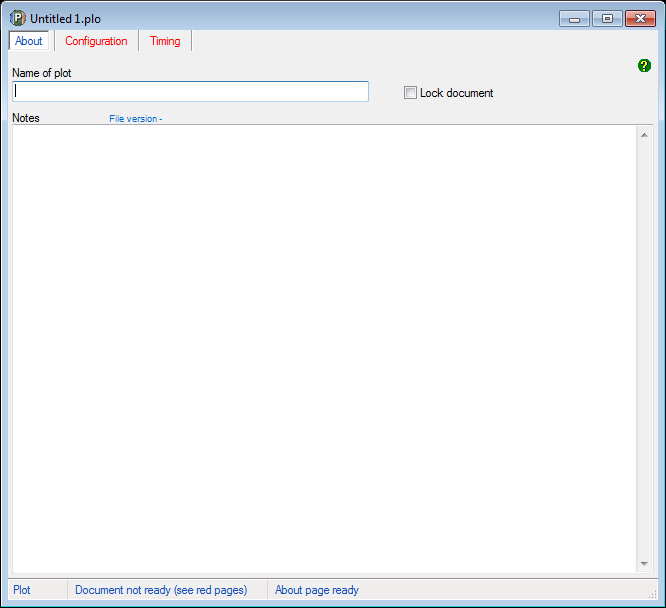 P Untitled 1.plo
About Configuration Timing
?
Name of plot
Lock document
Notes File version -
Plot Document not ready (see red pages) About page ready